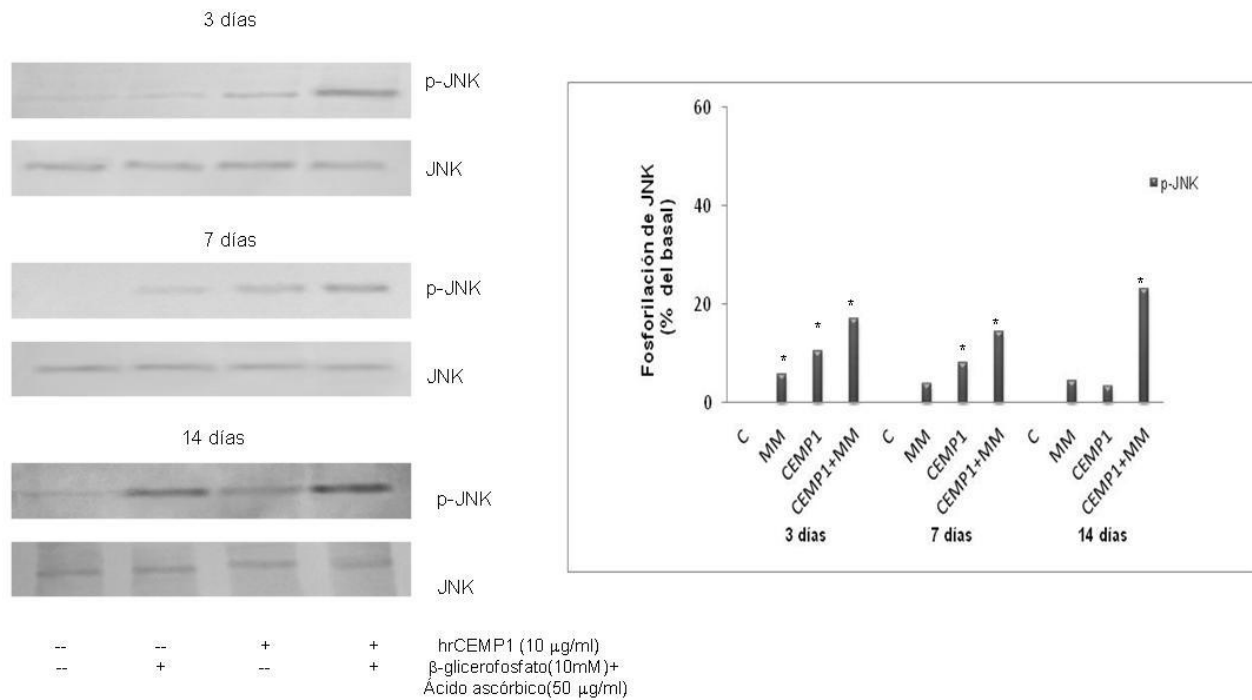 3 días
p-JNK
JNK
7 días
p-JNK
JNK
14 días
p-JNK
JNK
-- -- + + hrCEMP1 (10 μg/ml)
-- + -- + β-glicerofosfato(10mM)+
Ácido ascórbico(50 μg/ml)
Fosforilación de JNK
(% del basal)
60
40
20
0
p-JNK
* * * * * *
C MM CEMP1 CEMP1+MM C MM CEMP1 CEMP1+MM C MM CEMP1 CEMP1+MM
3 días 7 días 14 días